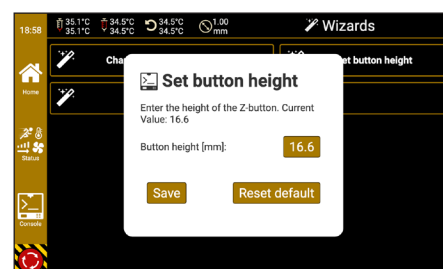 18:58
35.1°C
35.1°C
34.5°C
34.5°C
34.5°C
34.5°C
1.00
mm
Wizards
Home
Status
Console
Cha
et button height
Set button height
Enter the height of the Z-button. Current
Value: 16.6
Button height [mm]:
16.6
Save
Reset default